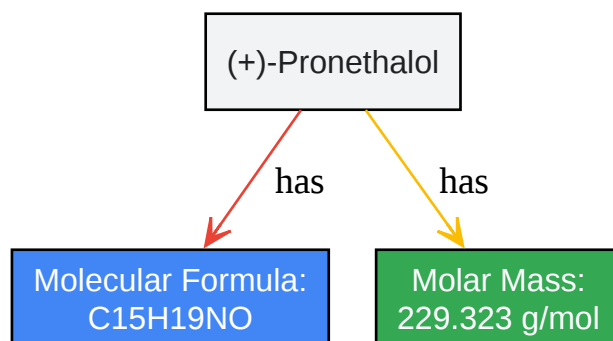 (+)-Pronethalol
has
has
Molecular Formula:
C15H19NO
Molar Mass:
229.323 g/mol